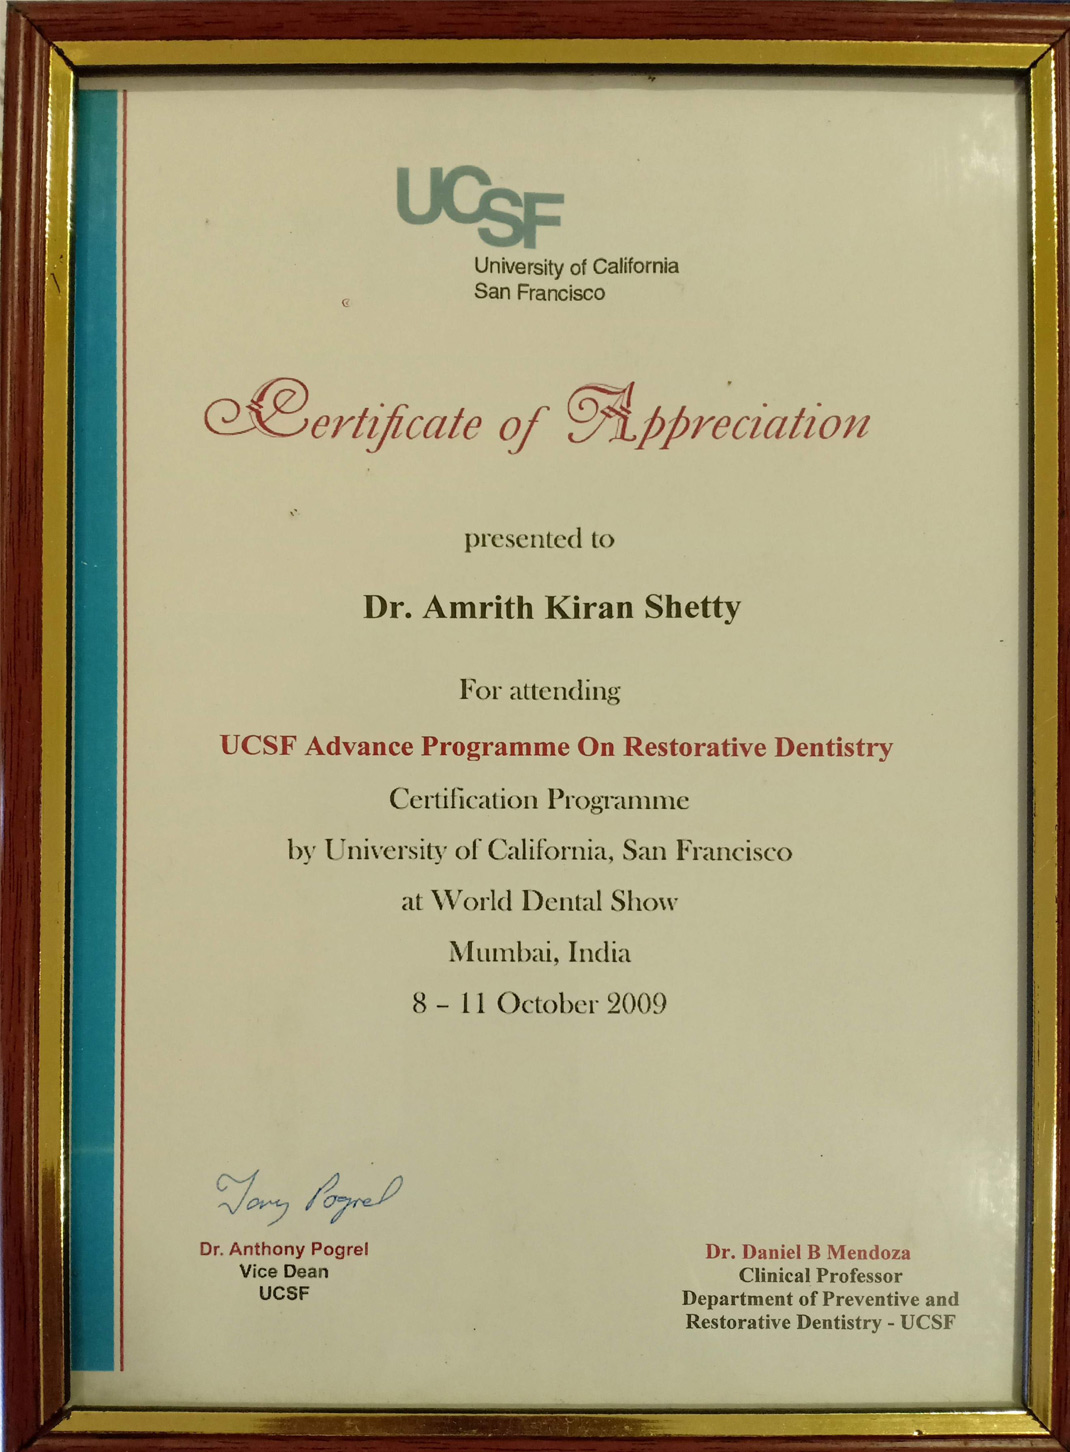 UCSF
University of California
San Francisco
Certificate of Appreciation
presented to
Dr. Amrith Kiran Shetty
For attending
UCSF Advance Programme On Restorative Dentistry
Certification Programme
by University of California, San Francisco
at World Dental Show
Mumbai, India
8 – 11 October 2009
Tony Pogrel
Dr. Anthony Pogrel
Vice Dean
UCSF
Dr. Daniel B Mendoza
Clinical Professor
Department of Preventive and
Restorative Dentistry - UCSF